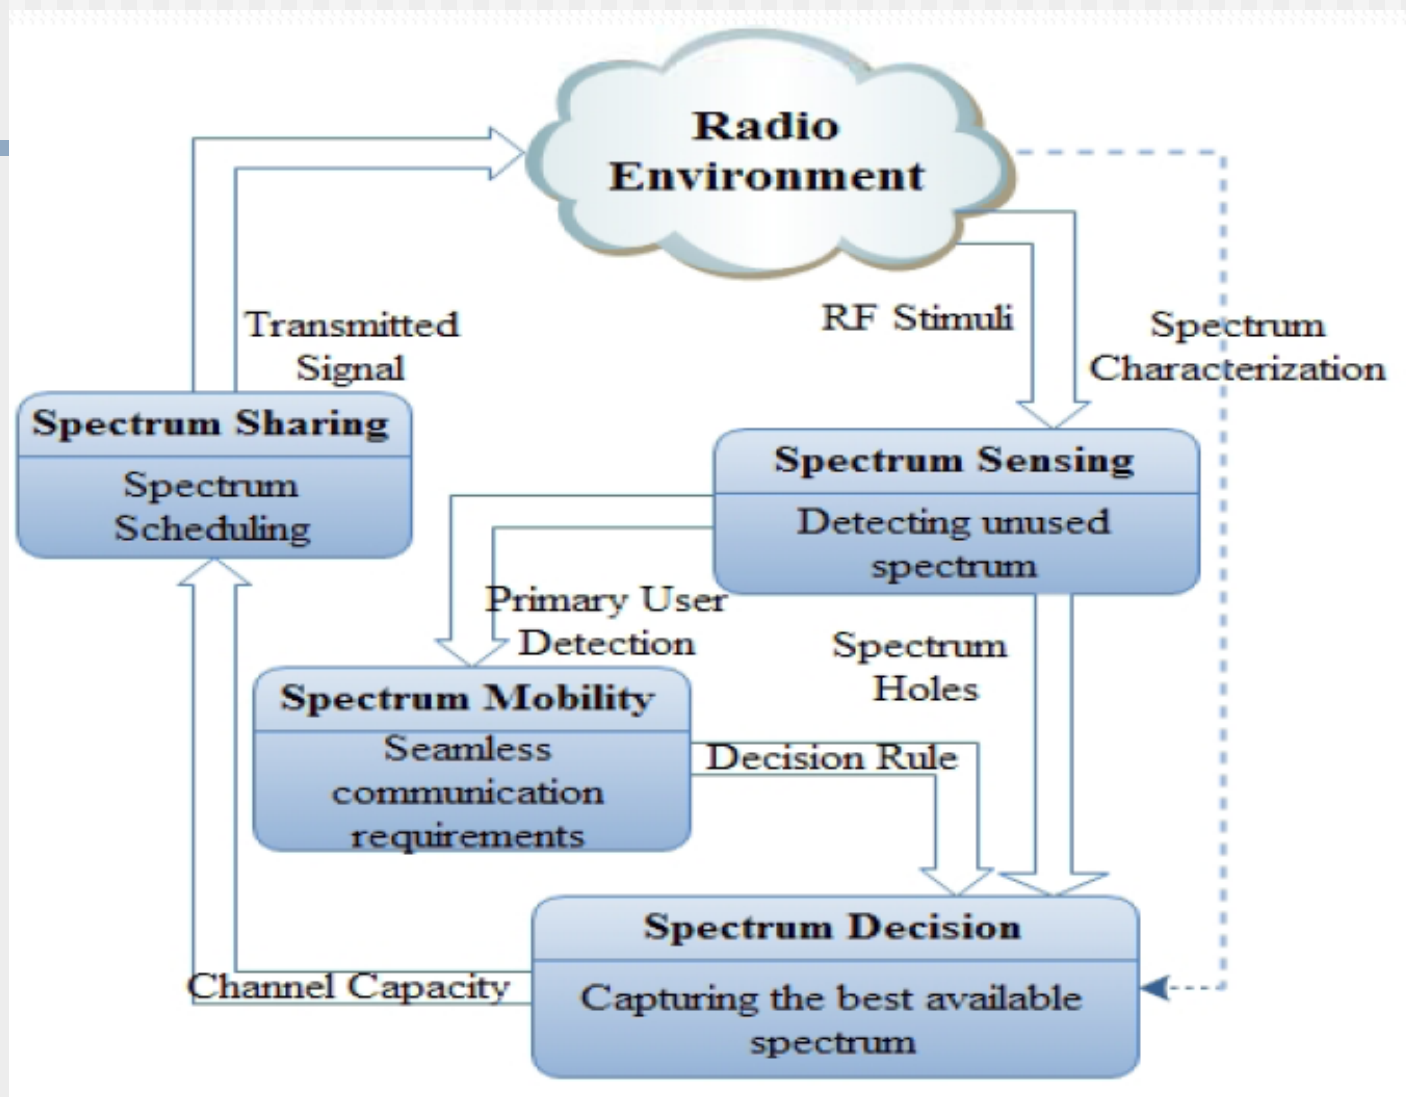 Radio
Environment
Transmitted
Signal
RF Stimuli
Spectrum
Characterization
Spectrum Sharing
Spectrum
Scheduling
Spectrum Sensing
Detecting unused
spectrum
Primary User
Detection
Spectrum
Holes
Spectrum Mobility
Seamless
communication
requirements
Decision Rule
Spectrum Decision
Capturing the best available
spectrum
Channel Capacity